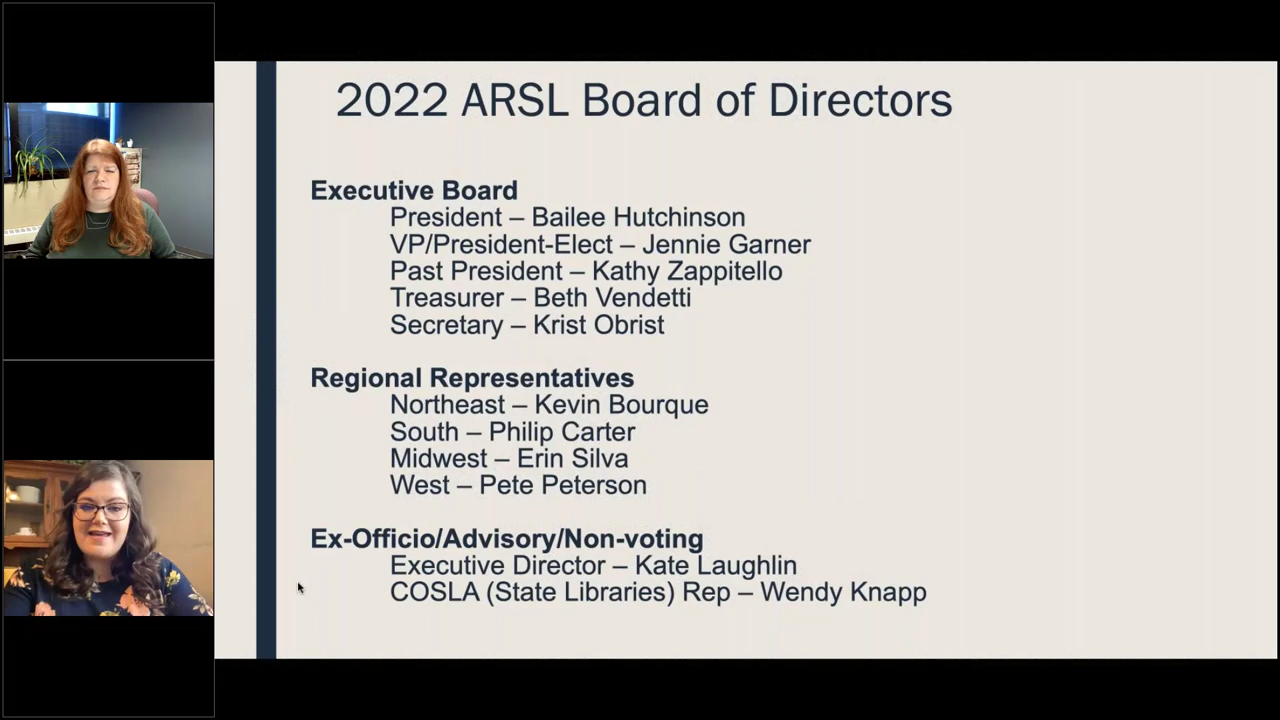 2022 ARSL Board of Directors
Executive Board
President – Bailee Hutchinson
VP/President-Elect – Jennie Garner
Past President – Kathy Zappitello
Treasurer – Beth Vendetti
Secretary – Krist Obrist
Regional Representatives
Northeast – Kevin Bourque
South – Philip Carter
Midwest – Erin Silva
West – Pete Peterson
Ex-Officio/Advisory/Non-voting
Executive Director – Kate Laughlin
COSLA (State Libraries) Rep – Wendy Knapp